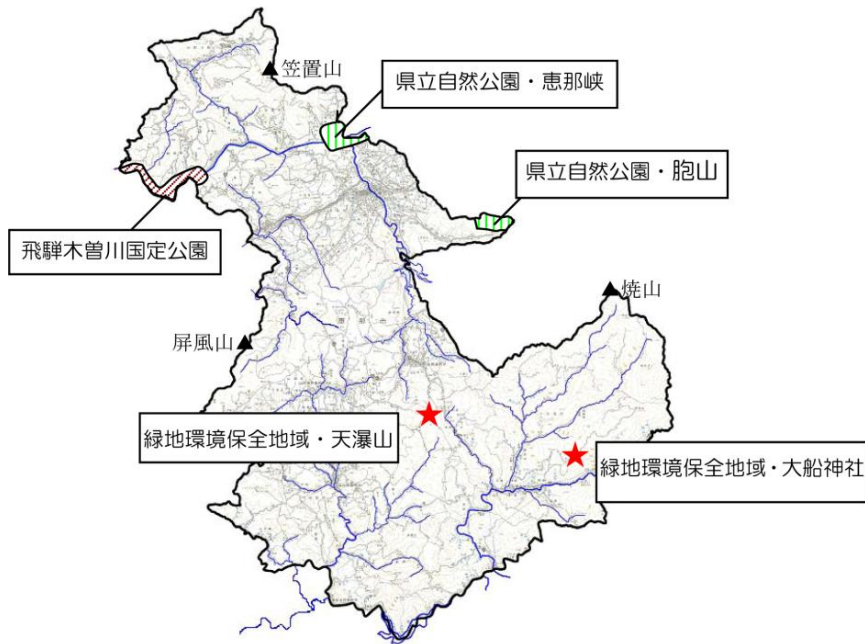 笠置山
県立自然公園・恵那峡
県立自然公園・胞山
飛騨木曽川国定公園
焼山
屏風山
緑地環境保全地域・天瀑山
緑地環境保全地域・大船神社